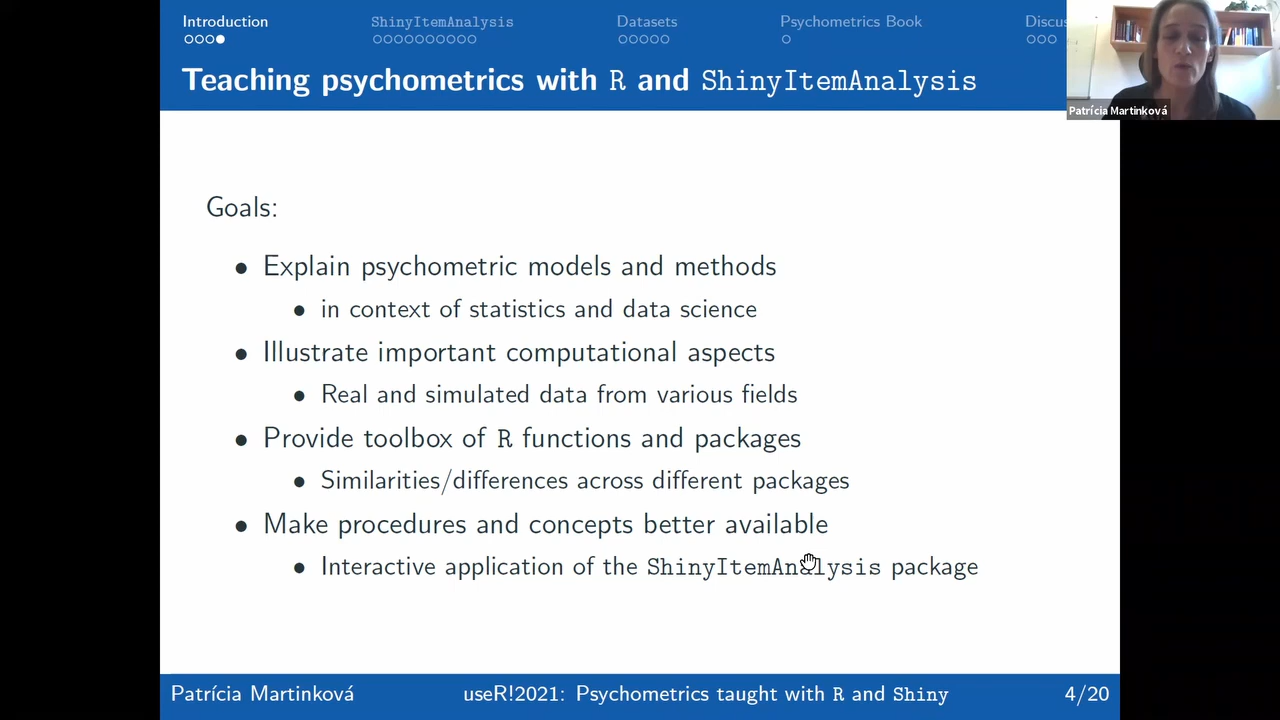 Introduction
ShinyItemAnalysis
Datasets
Psychometrics Book
Discus
Teaching psychometrics with R and ShinyItemAnalysis
Patrícia Martinková
Goals:
• Explain psychometric models and methods
• in context of statistics and data science
• Illustrate important computational aspects
• Real and simulated data from various fields
• Provide toolbox of R functions and packages
• Similarities/differences across different packages
• Make procedures and concepts better available
• Interactive application of the ShinyItemAnalysis package
Patrícia Martinková
useR!2021: Psychometrics taught with R and Shiny
4/20